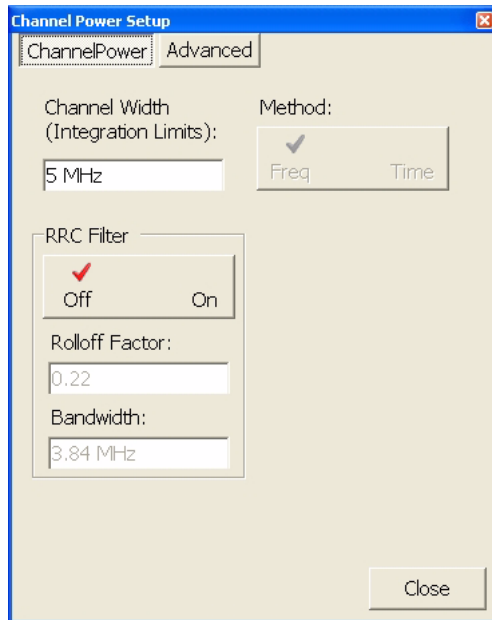 Channel Power Setup
ChannelPower Advanced
Channel Width
(Integration Limits):
Method:
5 MHz
Freq Time
RRC Filter
Off On
Rolloff Factor:
0.22
Bandwidth:
3.84 MHz
Close